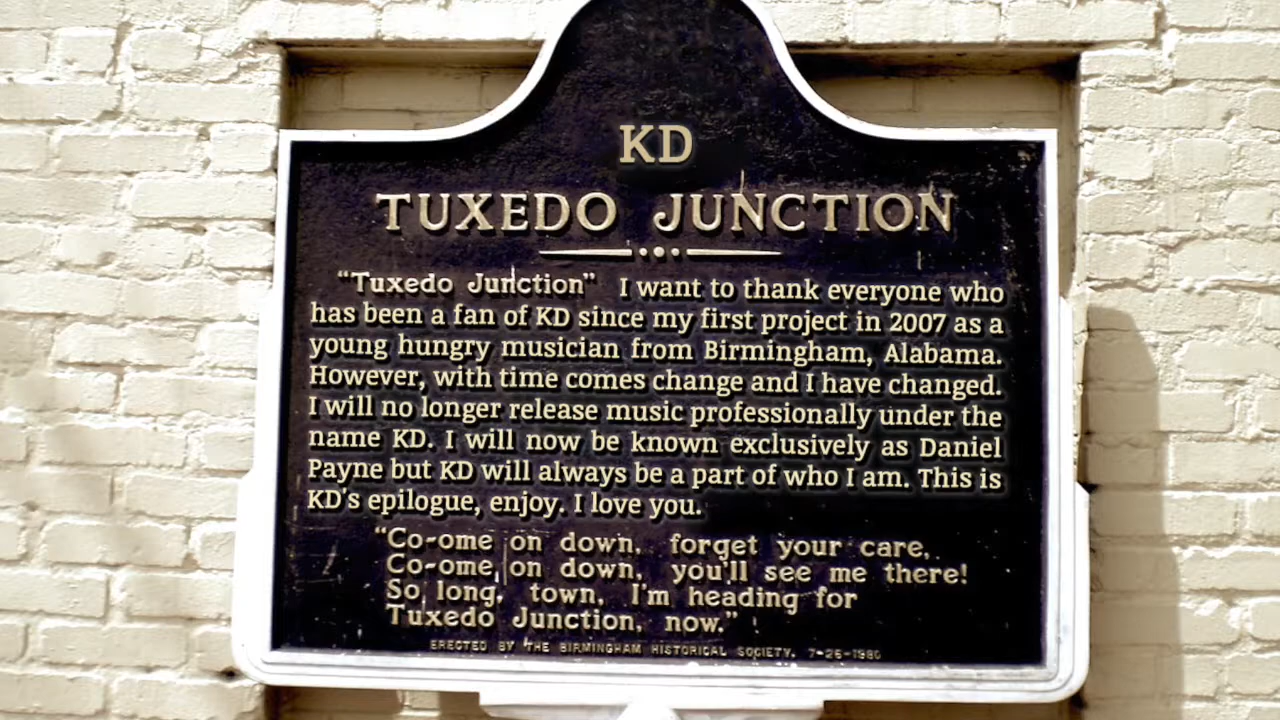 KD
TUXEDO JUNCTION
“Tuxedo Junction” I want to thank everyone who
has been a fan of KD since my first project in 2007 as a
young hungry musician from Birmingham, Alabama.
However, with time comes change and I have changed.
I will no longer release music professionally under the
name KD. I will now be known exclusively as Daniel
Payne but KD will always be a part of who I am. This is
KD's epilogue, enjoy. I love you.
“Co-ome on down, forget your care,
Co-ome, on down, you'll see me there!
So long, town, I'm heading for
Tuxedo Junction, now.”
ERECTED BY THE BIRMINGHAM HISTORICAL SOCIETY, 7-26-1980